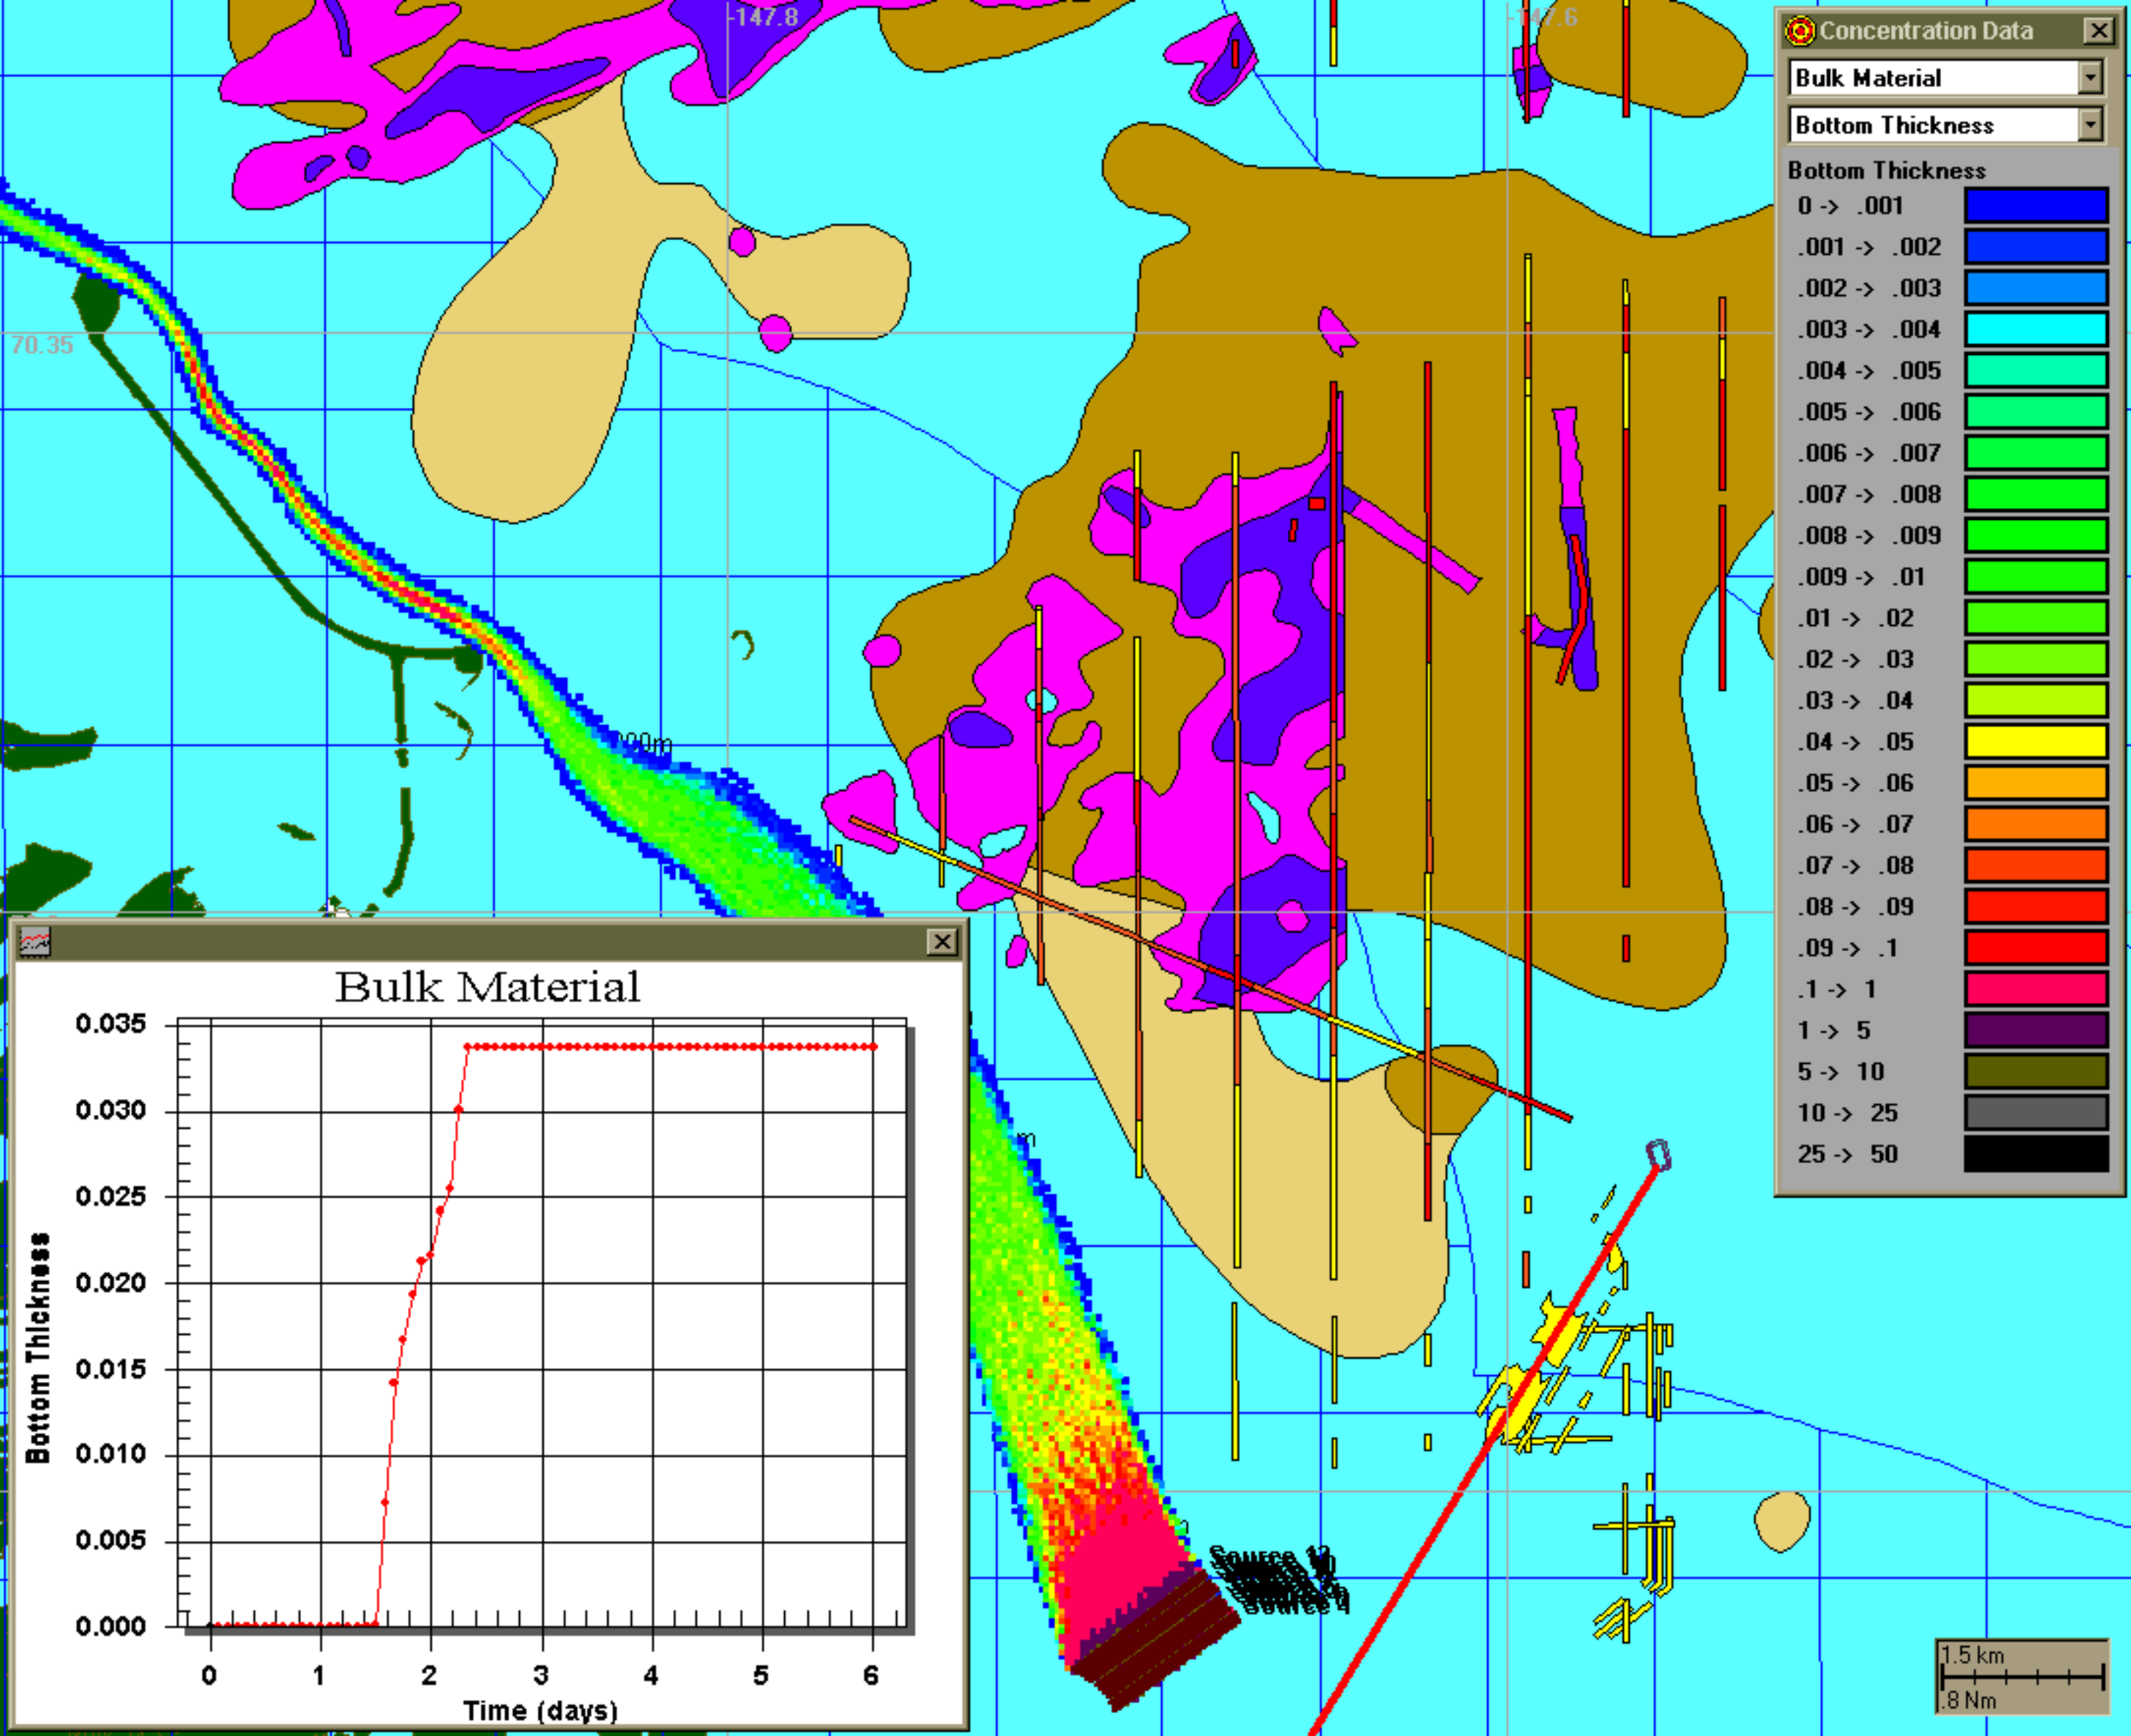 -147.8
-147.6
70.35
Concentration Data
Bulk Material
Bottom Thickness
Bottom Thickness
0 -> .001
.001 -> .002
.002 -> .003
.003 -> .004
.004 -> .005
.005 -> .006
.006 -> .007
.007 -> .008
.008 -> .009
.009 -> .01
.01 -> .02
.02 -> .03
.03 -> .04
.04 -> .05
.05 -> .06
.06 -> .07
.07 -> .08
.08 -> .09
.09 -> .1
.1 -> 1
1 -> 5
5 -> 10
10 -> 25
25 -> 50
Bulk Material
Bottom Thickness
0.035
0.030
0.025
0.020
0.015
0.010
0.005
0.000
0 1 2 3 4 5 6
Time (days)
Source
Source 4
1.5 km
.8 Nm